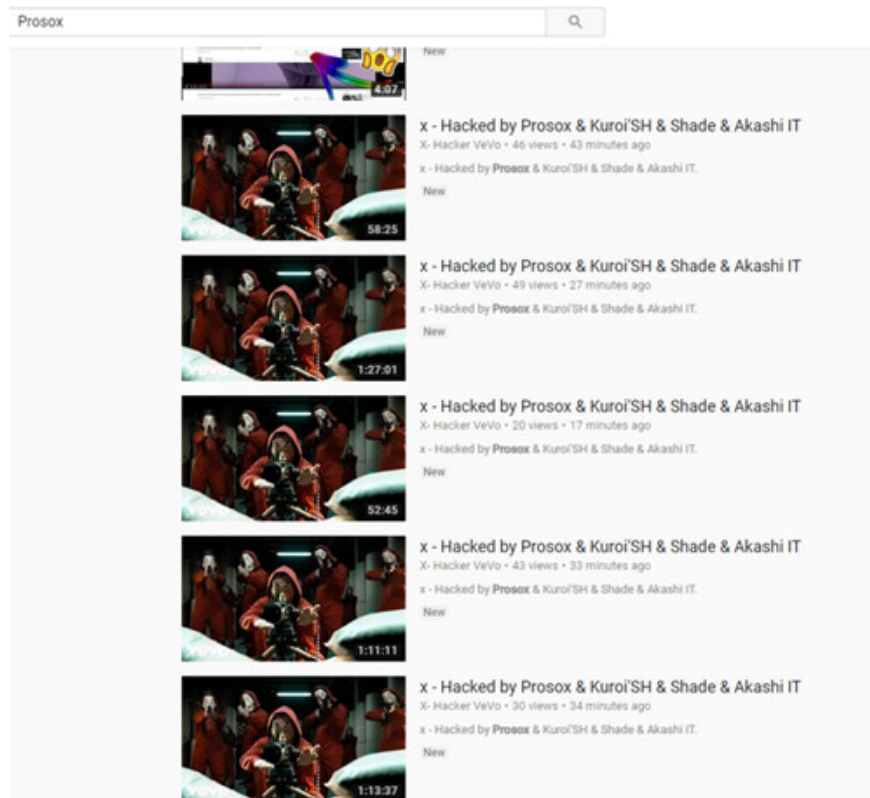 Prosox
New
4:07
x - Hacked by Prosox & Kuroi'SH & Shade & Akashi IT
X- Hacker VeVo • 46 views • 43 minutes ago
x - Hacked by Prosox & Kuroi'SH & Shade & Akashi IT.
New
vevo
58:25
x - Hacked by Prosox & Kuroi'SH & Shade & Akashi IT
X- Hacker VeVo • 49 views • 27 minutes ago
x - Hacked by Prosox & Kuroi'SH & Shade & Akashi IT.
New
vevo
1:27:01
x - Hacked by Prosox & Kuroi'SH & Shade & Akashi IT
X- Hacker VeVo • 20 views • 17 minutes ago
x - Hacked by Prosox & Kuroi'SH & Shade & Akashi IT.
New
vevo
52:45
x - Hacked by Prosox & Kuroi'SH & Shade & Akashi IT
X- Hacker VeVo • 43 views • 33 minutes ago
x - Hacked by Prosox & Kuroi'SH & Shade & Akashi IT.
New
vevo
1:11:11
x - Hacked by Prosox & Kuroi'SH & Shade & Akashi IT
X- Hacker VeVo • 30 views • 34 minutes ago
x - Hacked by Prosox & Kuroi'SH & Shade & Akashi IT.
New
vevo
1:13:37